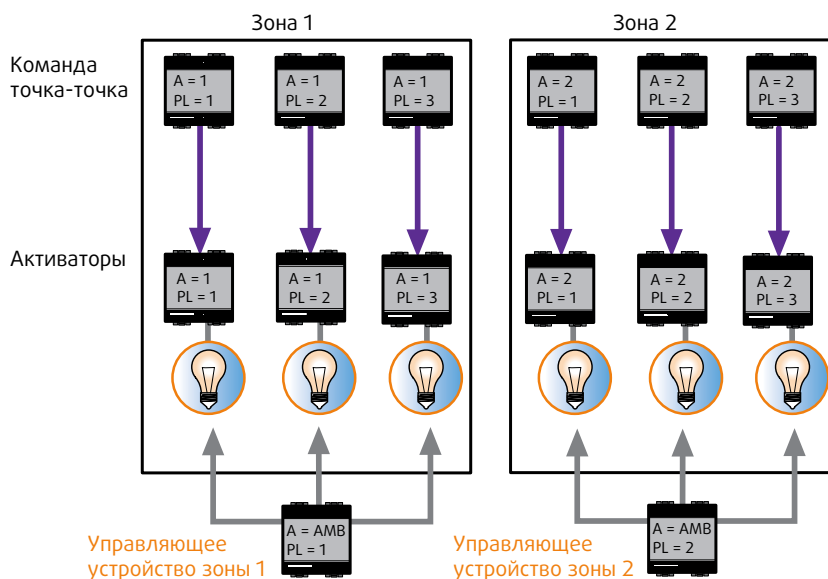 Зона 1
Зона 2
Команда
точка-точка
A = 1
PL = 1
A = 1
PL = 2
A = 1
PL = 3
A = 2
PL = 1
A = 2
PL = 2
A = 2
PL = 3
Активаторы
A = 1
PL = 1
A = 1
PL = 2
A = 1
PL = 3
A = 2
PL = 1
A = 2
PL = 2
A = 2
PL = 3
Управляющее
устройство зоны 1
A = AMB
PL = 1
Управляющее
устройство зоны 2
A = AMB
PL = 2